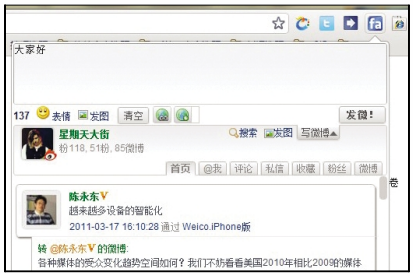 大家好
137 表情 发图 清空 发微!
星期天大街 搜索 发图 写微博
粉118, 51粉, 85微博
首页 @我 评论 私信 收藏 粉丝 微博
卷
陈永东
越来越多设备的智能化
2011-03-17 16:10:28 通过 Weico.iPhone版
转 @陈永东 的微博:
各种媒体的受众变化趋势空间如何? 我们不妨看看美国2010年相比2009的媒体